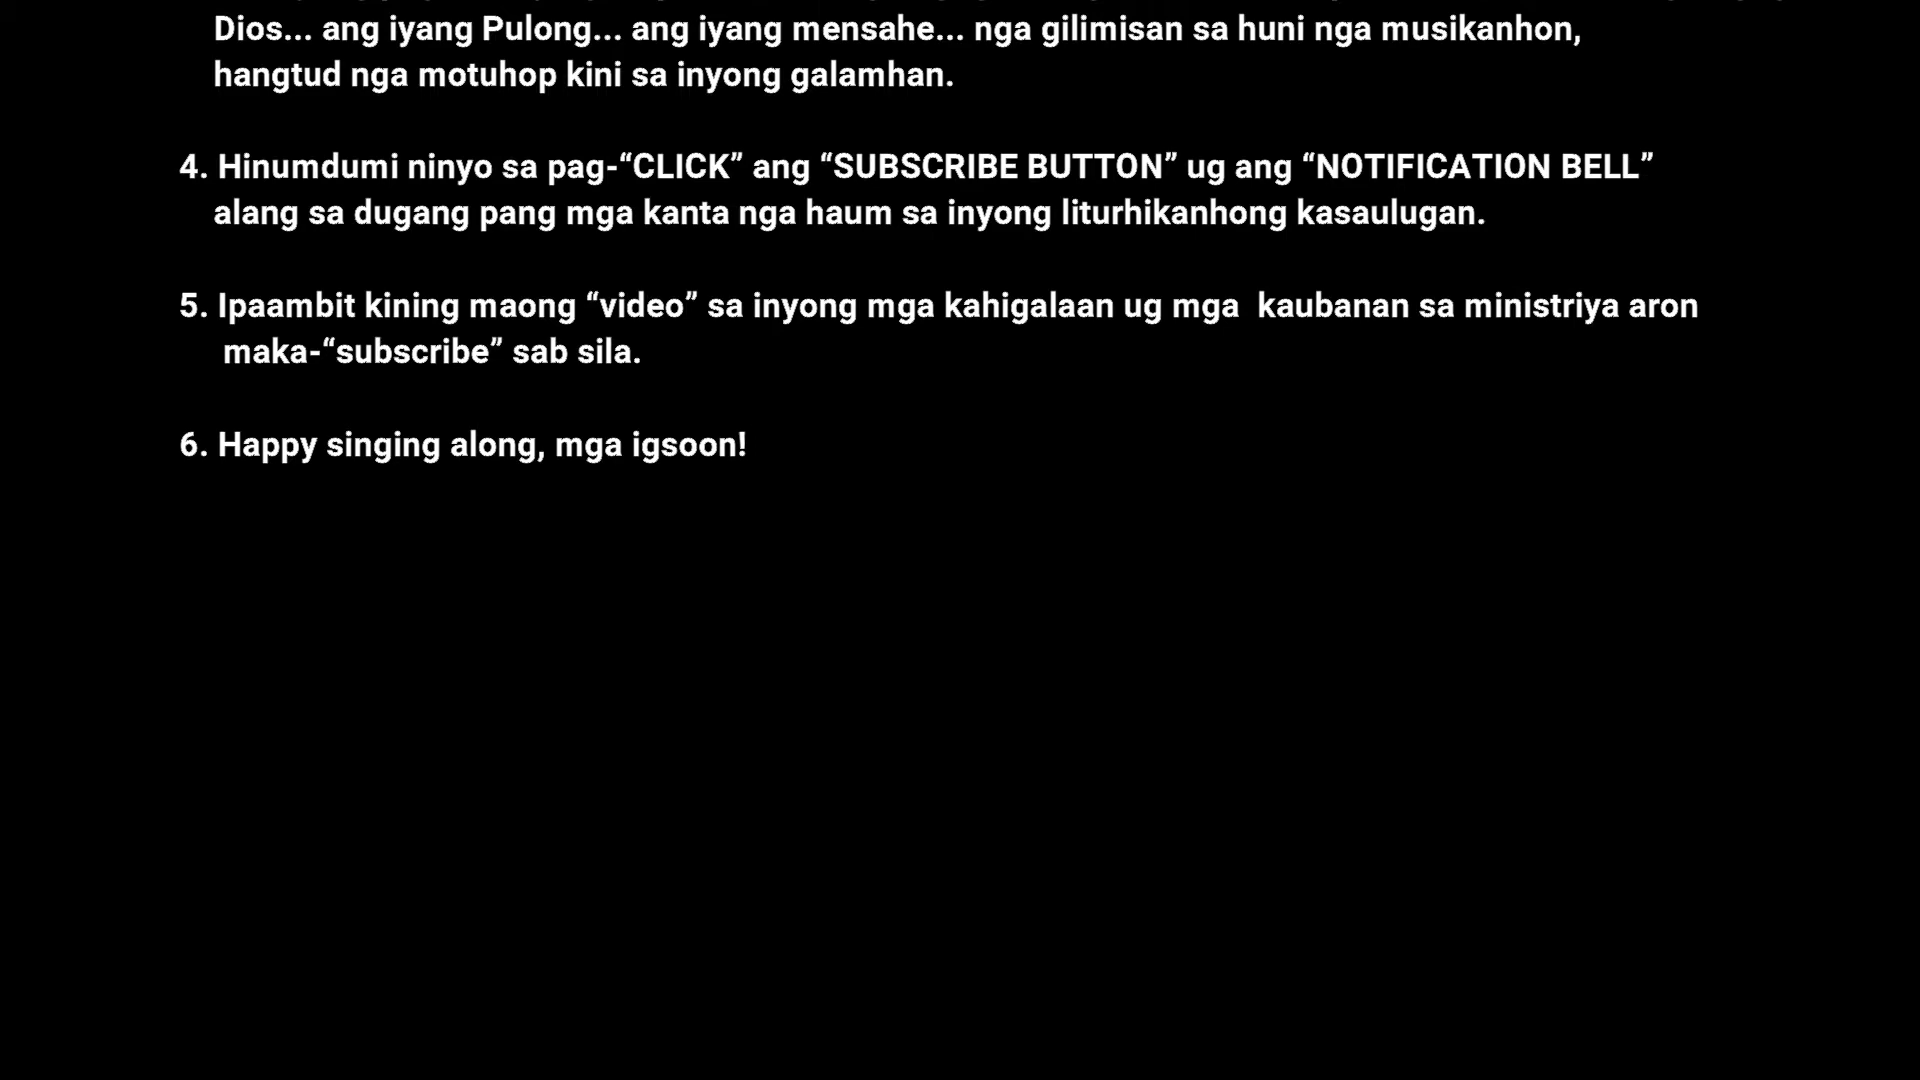 Dios... ang iyang Pulong... ang iyang mensahe... nga gilimisan sa huni nga musikanhon,
hangtud nga motuhop kini sa inyong galamhan.
4. Hinumdumi ninyo sa pag-“CLICK” ang “SUBSCRIBE BUTTON” ug ang “NOTIFICATION BELL”
alang sa dugang pang mga kanta nga haum sa inyong liturhikanhong kasaulugan.
5. Ipaambit kining maong “video” sa inyong mga kahigalaan ug mga  kaubanan sa ministriya aron
maka-“subscribe” sab sila.
6. Happy singing along, mga igsoon!